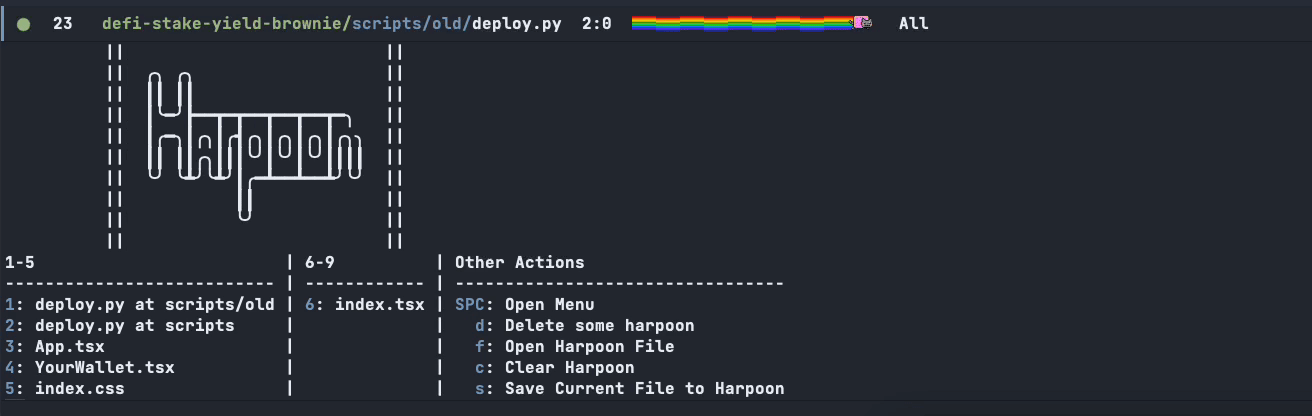 23 defi-stake-yield-brownie/scripts/old/deploy.py 2:0 All
Harpoon
1-5 | 6-9 | Other Actions
--------------------------- | ------------ | ---------------------------------
1: deploy.py at scripts/old | 6: index.tsx | SPC: Open Menu
2: deploy.py at scripts | | d: Delete some harpoon
3: App.tsx | | f: Open Harpoon File
4: YourWallet.tsx | | c: Clear Harpoon
5: index.css | | s: Save Current File to Harpoon